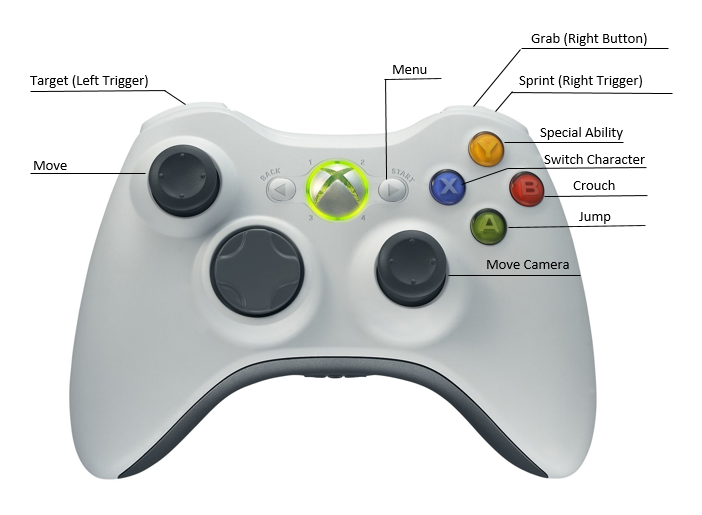 Grab (Right Button)
Menu
Target (Left Trigger)
Sprint (Right Trigger)
Special Ability
Y
Move
Switch Character
BACK
1
2
START
X
B
Crouch
3
4
A
Jump
Move Camera